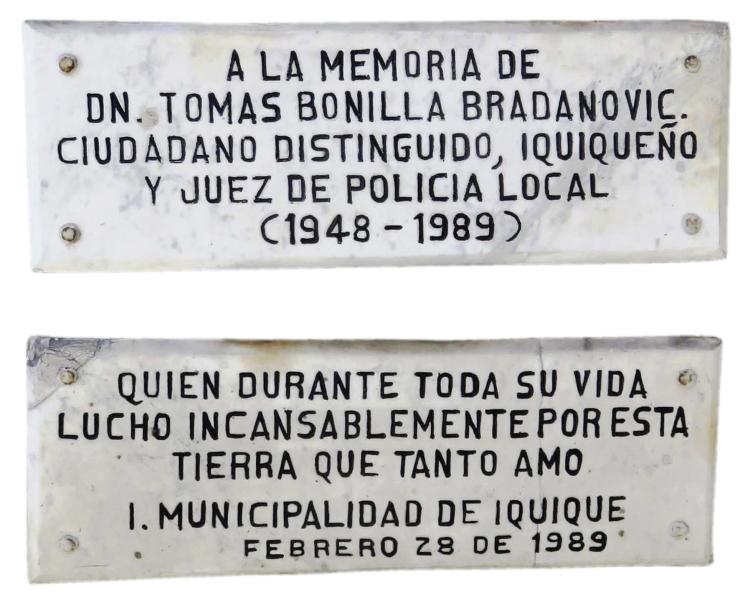 A LA MEMORIA DE
DN. TOMAS BONILLA BRADANOVIC.
CIUDADANO DISTINGUIDO, IQUIQUEÑO
Y JUEZ DE POLICIA LOCAL
(1948 - 1989)
QUIEN DURANTE TODA SU VIDA
LUCHO INCANSABLEMENTE POR ESTA
TIERRA QUE TANTO AMO
I. MUNICIPALIDAD DE IQUIQUE
FEBRERO 28 DE 1989